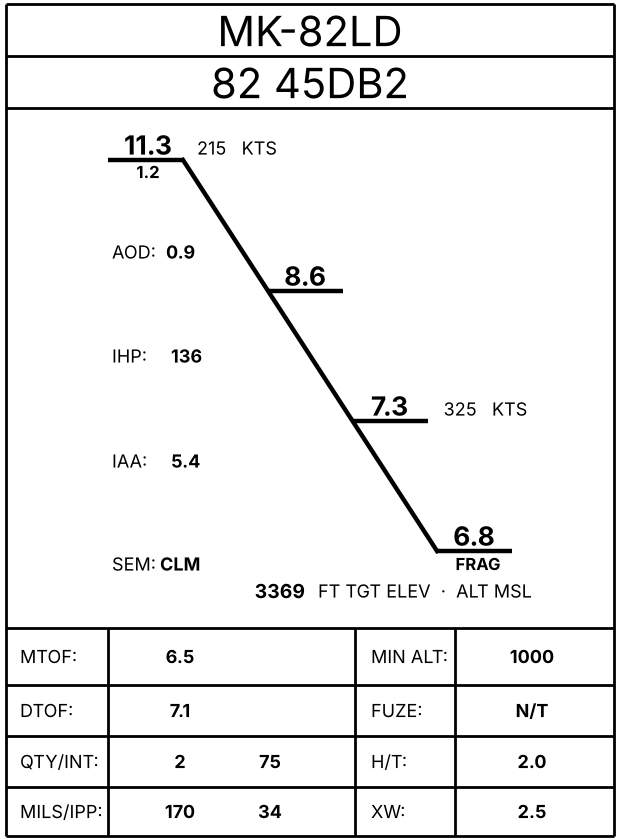 MK-82LD
82 45DB2
11.3 215 KTS
1.2
AOD: 0.9
8.6
IHP: 136
7.3 325 KTS
IAA: 5.4
6.8
SEM: CLM FRAG
3369 FT TGT ELEV · ALT MSL
MTOF: 6.5 MIN ALT: 1000
DTOF: 7.1 FUZE: N/T
QTY/INT: 2 75 H/T: 2.0
MILS/IPP: 170 34 XW: 2.5